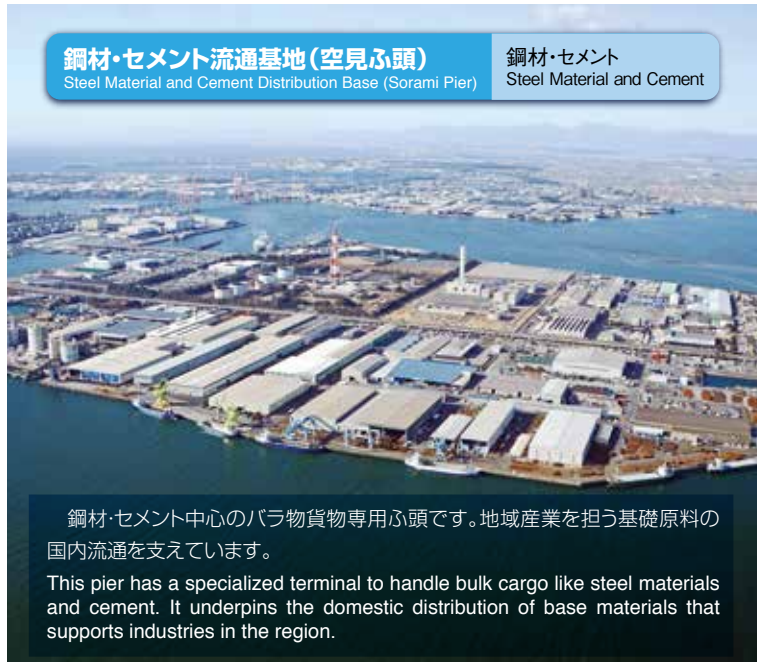 鋼材・セメント流通基地（空見ふ頭）
Steel Material and Cement Distribution Base (Sorami Pier)
鋼材・セメント
Steel Material and Cement
鋼材・セメント中心のバラ物貨物専用ふ頭です。地域産業を担う基礎原料の
国内流通を支えています。
This pier has a specialized terminal to handle bulk cargo like steel materials
and cement. It underpins the domestic distribution of base materials that
supports industries in the region.